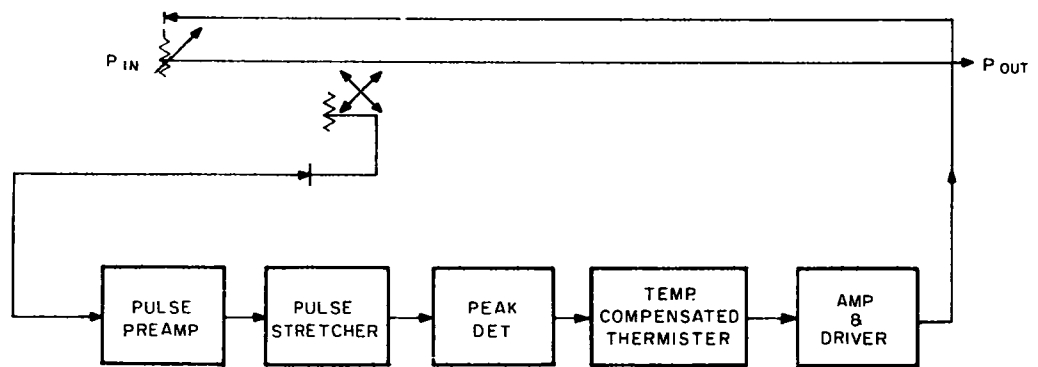 P IN
P OUT
PULSE
PREAMP
PULSE
STRETCHER
PEAK
DET
TEMP.
COMPENSATED
THERMISTER
AMP
&
DRIVER